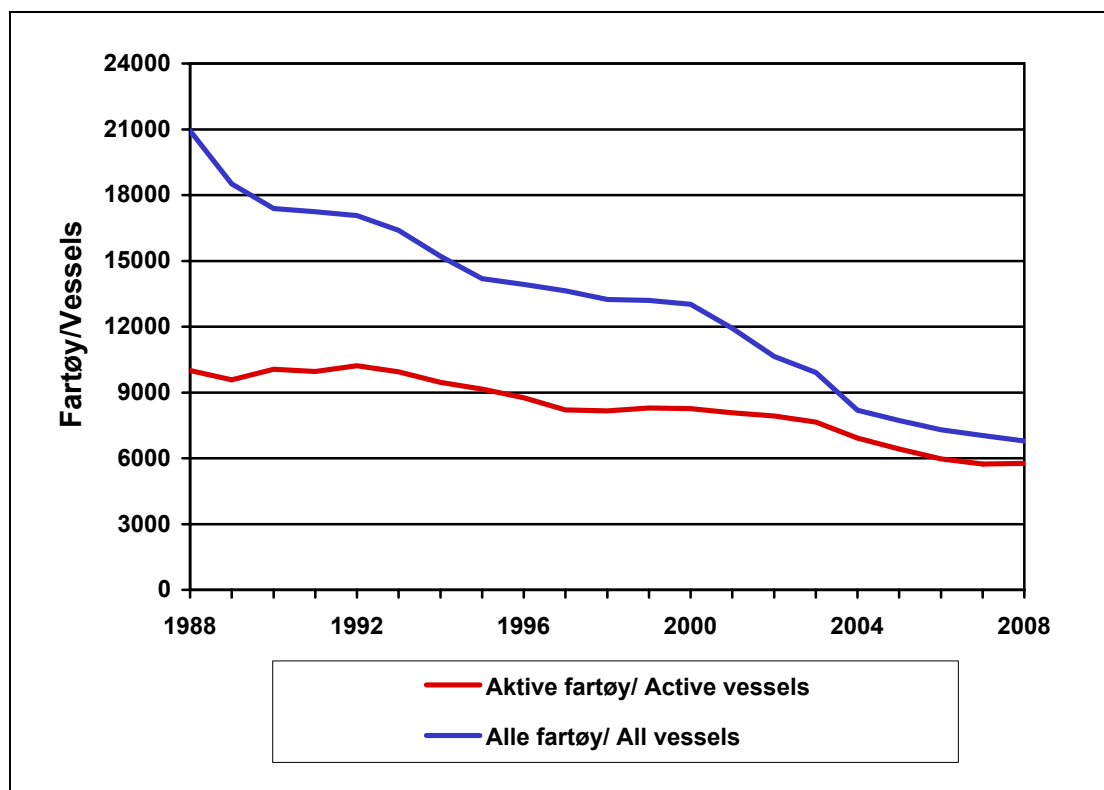 24000
21000
18000
15000
12000
9000
6000
3000
0
Fartøy/Vessels
1988 1992 1996 2000 2004 2008
Aktive fartøy/ Active vessels
Alle fartøy/ All vessels